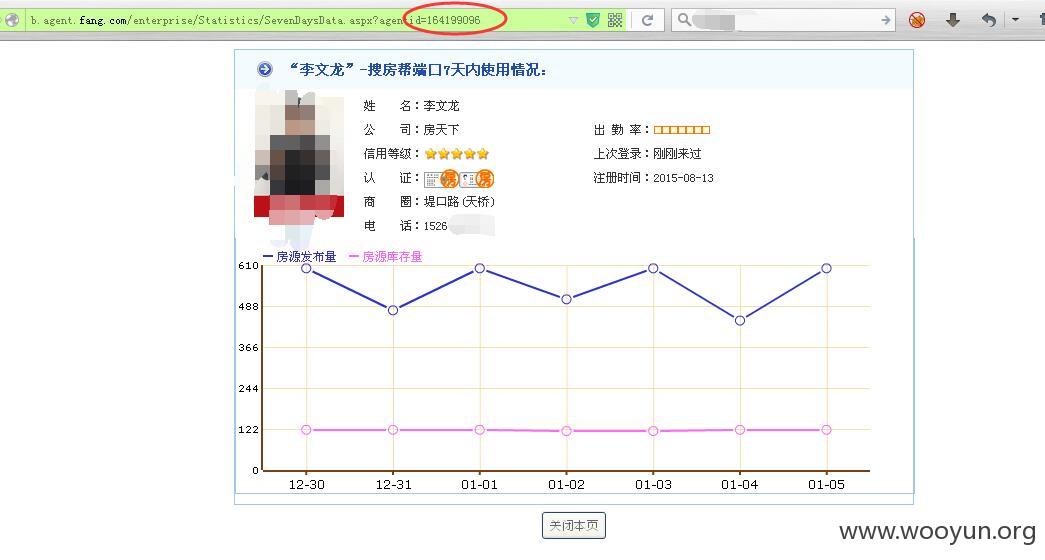 b.agent.fang.com/enterprise/Statistics/SevenDaysData.aspx?agentid=164199096
“李文龙”-搜房帮端口7天内使用情况：
姓 名：李文龙
公 司：房天下 出 勤 率：
信用等级： 上次登录：刚刚来过
认 证： 房 房 注册时间：2015-08-13
商 圈：堤口路(天桥)
电 话：1526
房源发布量 房源库存量
610
488
366
244
122
0
12-30 12-31 01-01 01-02 01-03 01-04 01-05
关闭本页
www.wooyun.org